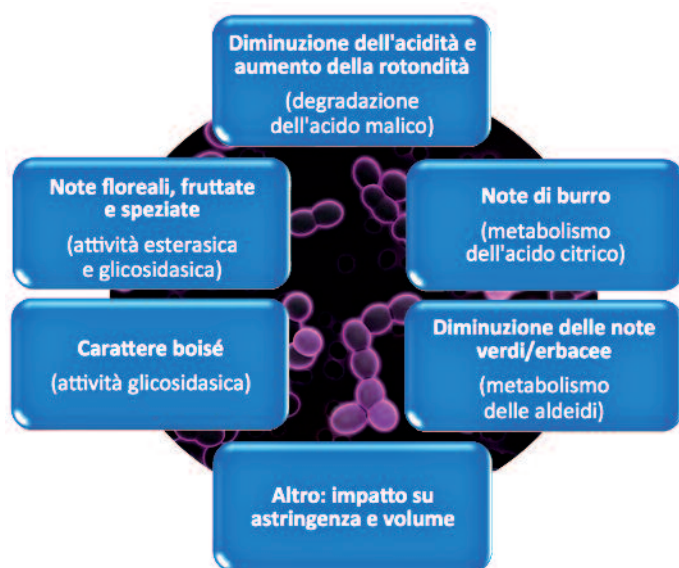 Diminuzione dell'acidità e
aumento della rotondità
(degradazione
dell'acido malico)
Note floreali, fruttate
e speziate
(attività esterasica
e glicosidasica)
Note di burro
(metabolismo
dell'acido citrico)
Carattere boisé
(attività glicosidasica)
Diminuzione delle note
verdi/erbacee
(metabolismo
delle aldeidi)
Altro: impatto su
astringenza e volume